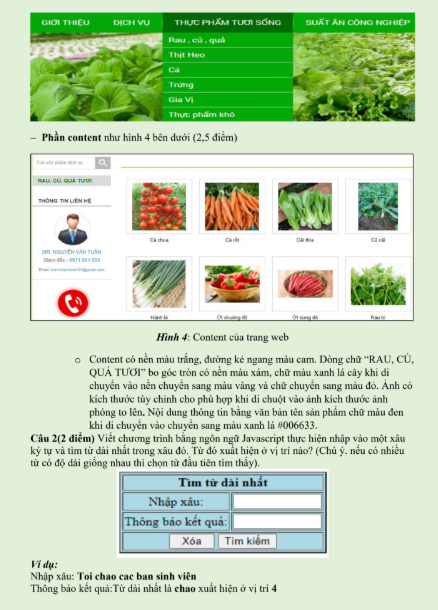 GIỚI THIỆU DỊCH VỤ THỰC PHẨM TƯƠI SỐNG SUẤT ĂN CÔNG NGHIỆP
Rau , củ , quả
Thịt Heo
Cá
Trứng
Gia Vị
Thực phẩm khô
– Phần content như hình 4 bên dưới (2,5 điểm)
Tìm sản phẩm dịch vụ
RAU, CỦ, QUẢ TƯƠI
THÔNG TIN LIÊN HỆ
MR. NGUYỄN VĂN TUẤN
Giám đốc - 0971 031 033
Cà chua Cà rốt Cải thìa Củ cải
Hành lá Ớt chuông đỏ Ớt sừng đỏ Rau bí
Hình 4: Content của trang web
o Content có nền màu trắng, đường kẻ ngang màu cam. Dòng chữ “RAU, CỦ,
QUẢ TƯƠI” bo góc tròn có nền màu xám, chữ màu xanh lá cây khi di
chuyển vào nền chuyển sang màu vàng và chữ chuyển sang màu đỏ. Ảnh có
kích thước tùy chỉnh cho phù hợp khi di chuột vào ảnh kích thước ảnh
phóng to lên. Nội dung thông tin bằng văn bản tên sản phẩm chữ màu đen
khi di chuyển vào chuyển sang màu xanh lá #006633.
Câu 2(2 điểm) Viết chương trình bằng ngôn ngữ Javascript thực hiện nhập vào một xâu
ký tự và tìm từ dài nhất trong xâu đó. Từ đó xuất hiện ở vị trí nào? (Chú ý. nếu có nhiều
từ có độ dài giống nhau thì chọn từ đầu tiên tìm thấy).
Tìm từ dài nhất
Nhập xâu:
Thông báo kết quả:
Xóa Tìm kiếm
Ví dụ:
Nhập xâu: Toi chao cac ban sinh viên
Thông báo kết quả:Từ dài nhất là chao xuất hiện ở vị trí 4